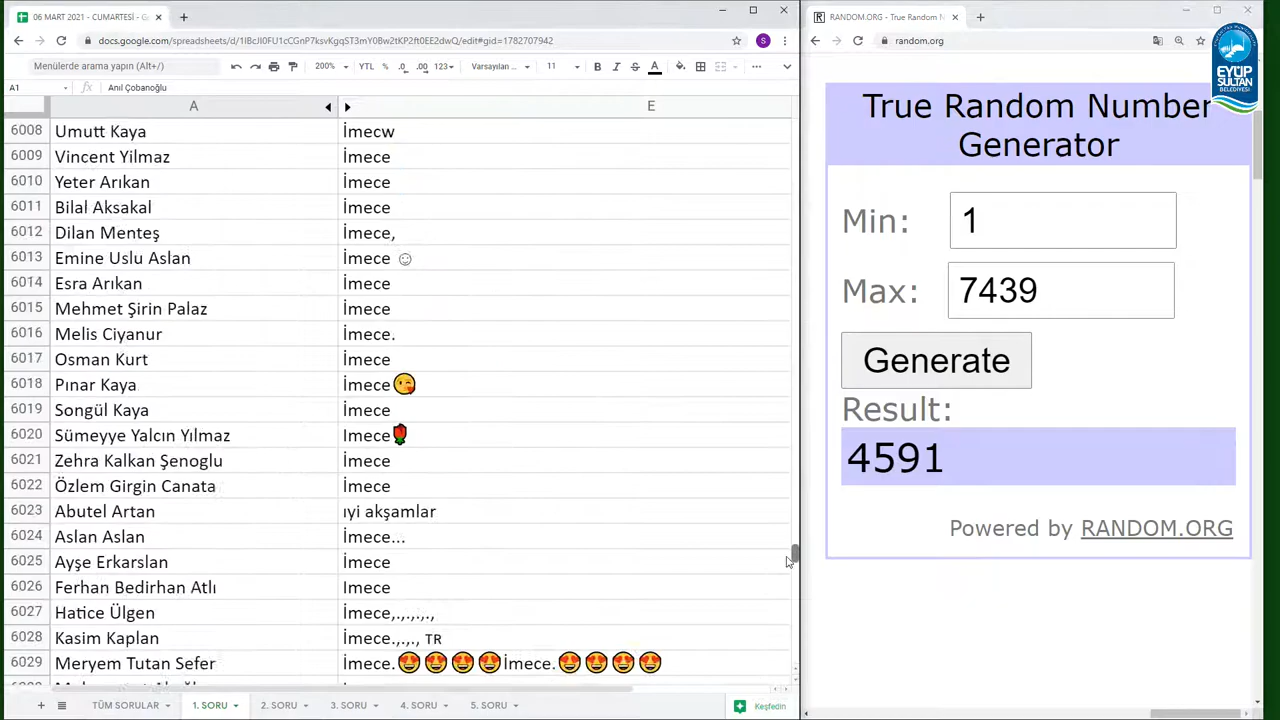 06 MART 2021 - CUMARTESİ - G
docs.google.com/spreadsheets/d/
Menülerde arama yapın (Alt+/)
200%
YTL
%
.0
.00
123
Varsayılan ...
B
I
S
A
A1
fx
Anıl Çobanoğlu
A
E
6008 Umutt Kaya İmecw
6009 Vincent Yilmaz İmece
6010 Yeter Arıkan İmece
6011 Bilal Aksakal İmece
6012 Dilan Menteş İmece,
6013 Emine Uslu Aslan İmece ☺
6014 Esra Arıkan İmece
6015 Mehmet Şirin Palaz İmece
6016 Melis Ciyanur İmece.
6017 Osman Kurt İmece
6018 Pınar Kaya İmece😘
6019 Songül Kaya İmece
6020 Sümeyye Yalcın Yılmaz Imece🌹
6021 Zehra Kalkan Şenoglu İmece
6022 Özlem Girgin Canata İmece
6023 Abutel Artan ıyi akşamlar
6024 Aslan Aslan İmece...
6025 Ayşe Erkarslan İmece
6026 Ferhan Bedirhan Atlı İmece
6027 Hatice Ülgen İmece,.,.,.,.,
6028 Kasim Kaplan İmece.,.,., TR
6029 Meryem Tutan Sefer İmece.😍😍😍😍İmece.😍😍😍😍
TÜM SORULAR
1. SORU
2. SORU
3. SORU
4. SORU
5. SORU
Keşfedin
RANDOM.ORG - True Random N
random.org
EYÜP
SULTAN
BELEDİYESİ
True Random Number
Generator
Min: 1
Max: 7439
Generate
Result:
4591
Powered by RANDOM.ORG